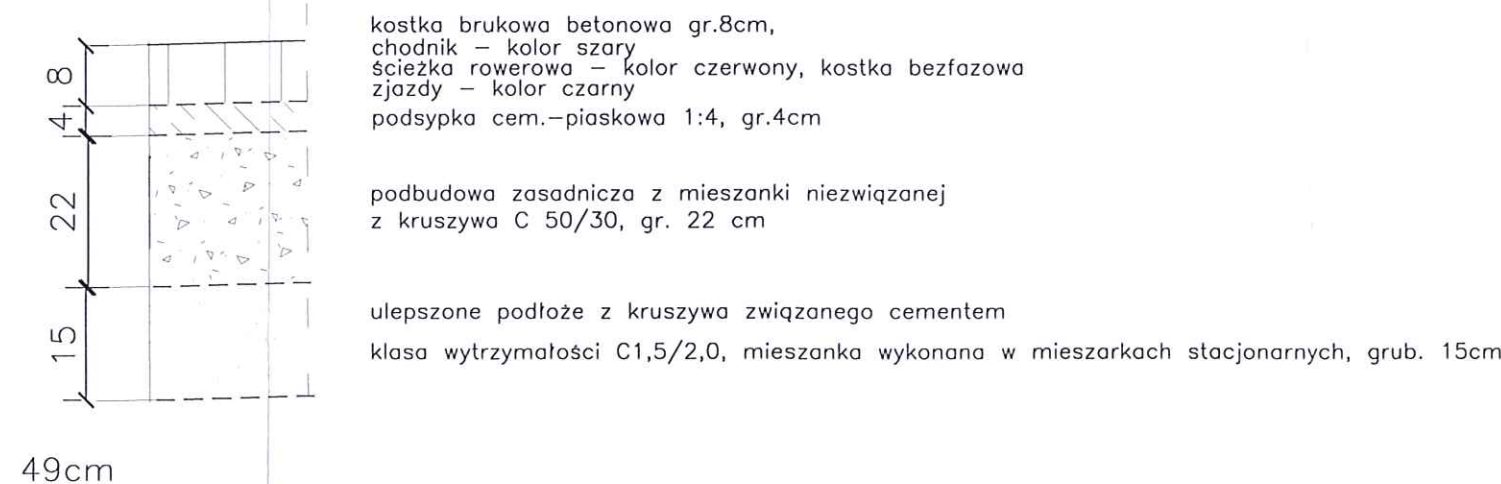 kostka brukowa betonowa gr.8cm,
chodnik – kolor szary
ścieżka rowerowa – kolor czerwony, kostka bezfazowa
zjazdy – kolor czarny
8
4
podsypka cem.–piaskowa 1:4, gr.4cm
22
podbudowa zasadnicza z mieszanki niezwiązanej
z kruszywa C 50/30, gr. 22 cm
15
ulepszone podłoże z kruszywa związanego cementem
klasa wytrzymałości C1,5/2,0, mieszanka wykonana w mieszarkach stacjonarnych, grub. 15cm
49cm